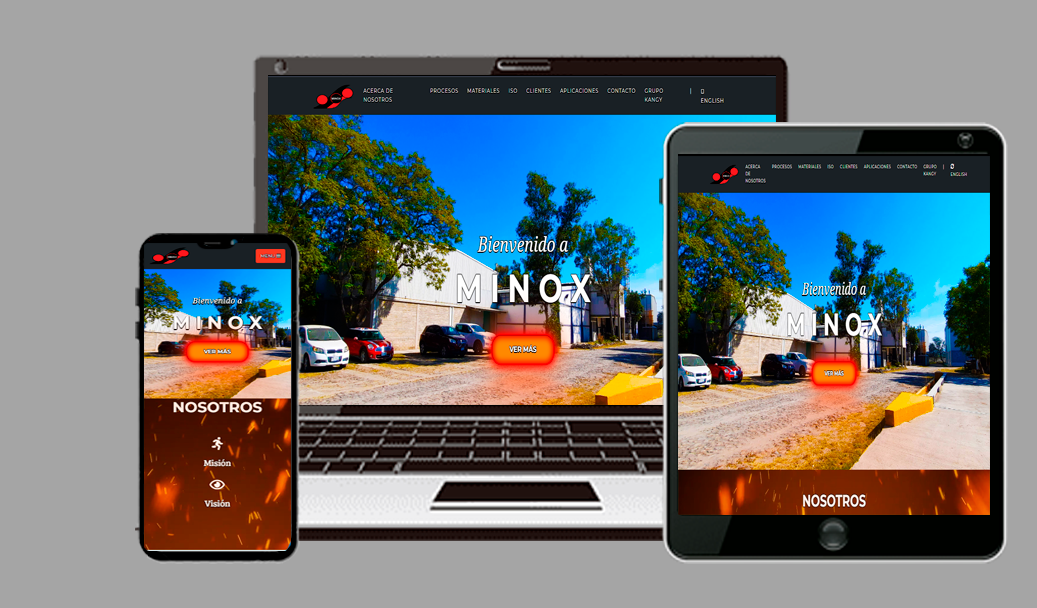 ACERCA DE
NOSOTROS
PROCESOS
MATERIALES
ISO
CLIENTES
APLICACIONES
CONTACTO
GRUPO
KANGY
|
ENGLISH
Bienvenido a
MINOX
VER MÁS
ACERCA
DE
NOSOTROS
PROCESOS
MATERIALES
ISO
CLIENTES
APLICACIONES
CONTACTO
GRUPO
KANGY
|
ENGLISH
Bienvenido a
MINOX
VER MÁS
NOSOTROS
Bienvenido a
MINOX
VER MÁS
NOSOTROS
Misión
Visión